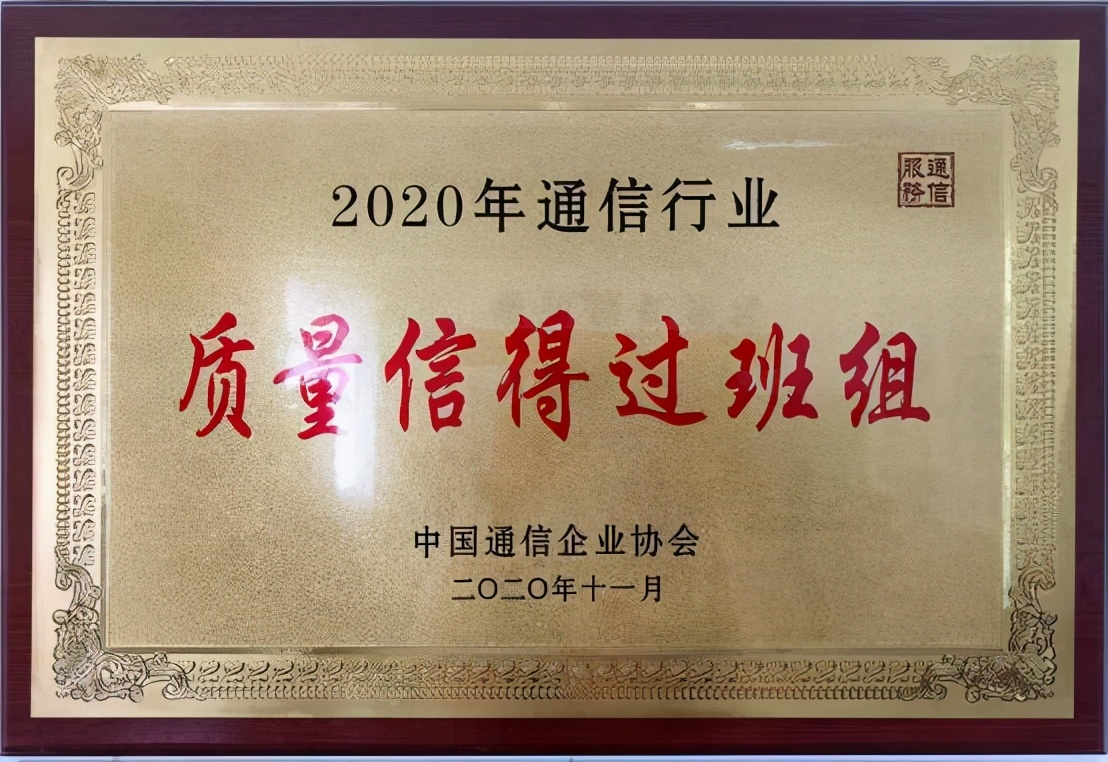 2020年通信行业
通信
服务
质量信得过班组
中国通信企业协会
二〇二〇年十一月